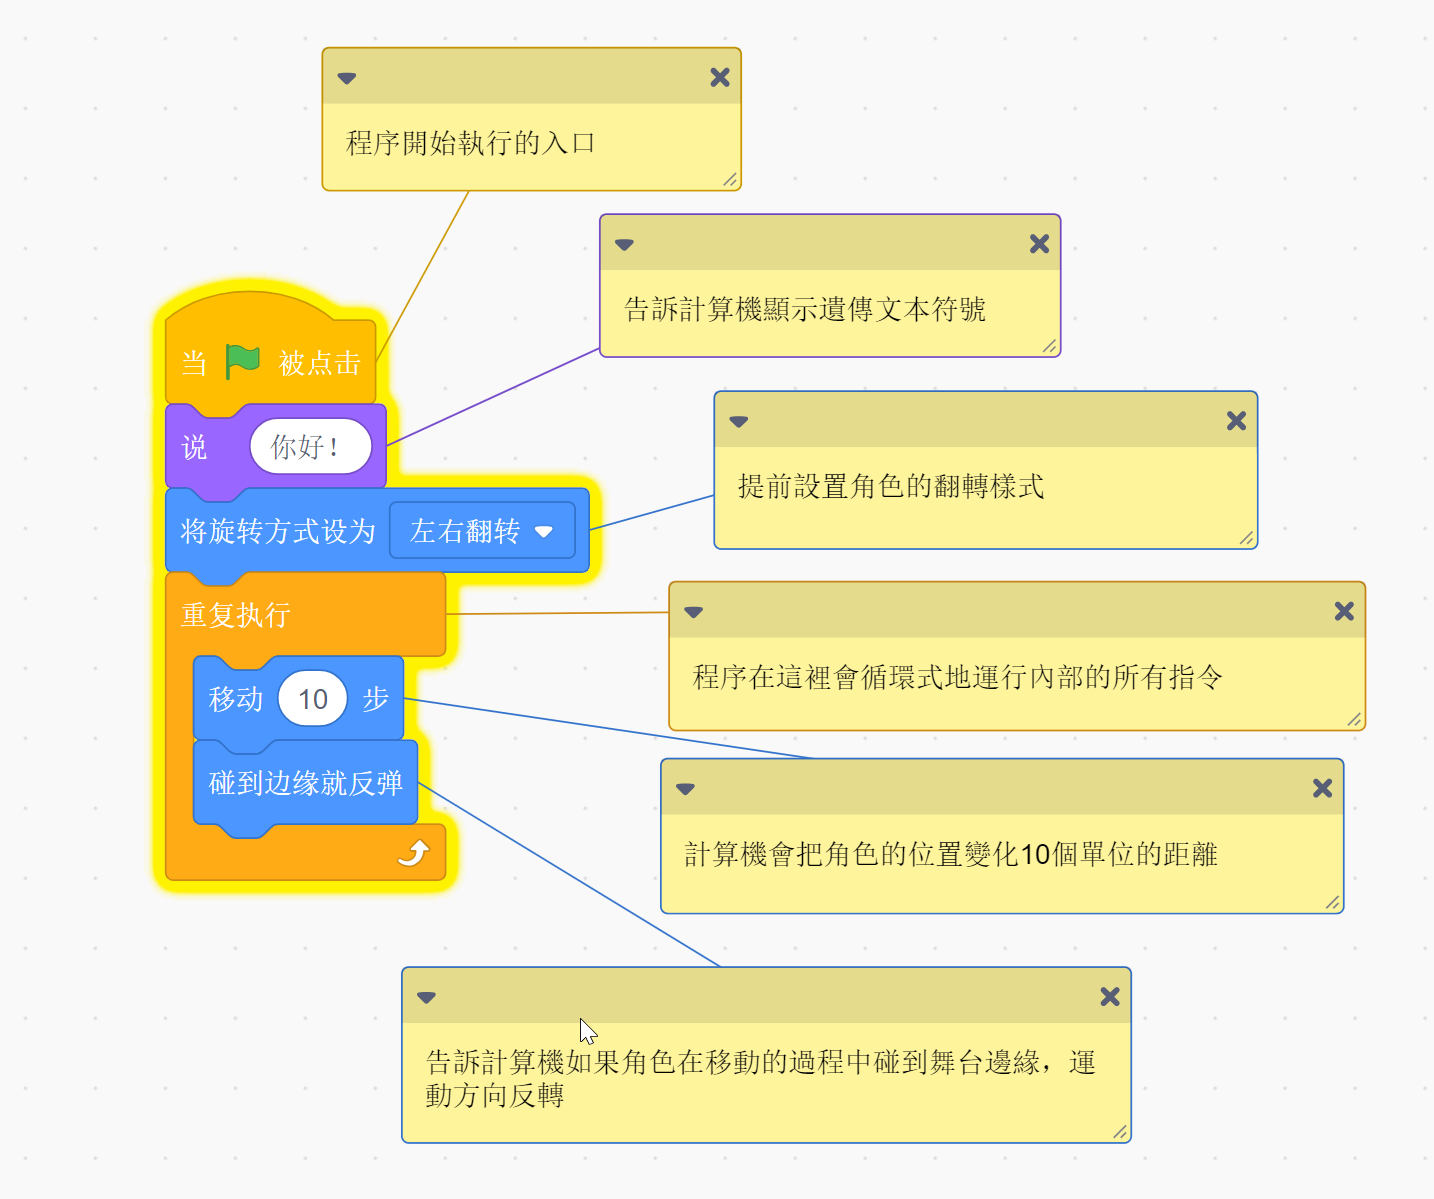 程序開始執行的入口
告訴計算機顯示遺傳文本符號
当 被点击
说 你好！
提前設置角色的翻轉樣式
将旋转方式设为 左右翻转
重复执行
程序在這裡會循環式地運行內部的所有指令
移动 10 步
碰到边缘就反弹
計算機會把角色的位置變化10個單位的距離
告訴計算機如果角色在移動的過程中碰到舞台邊緣，運
動方向反轉